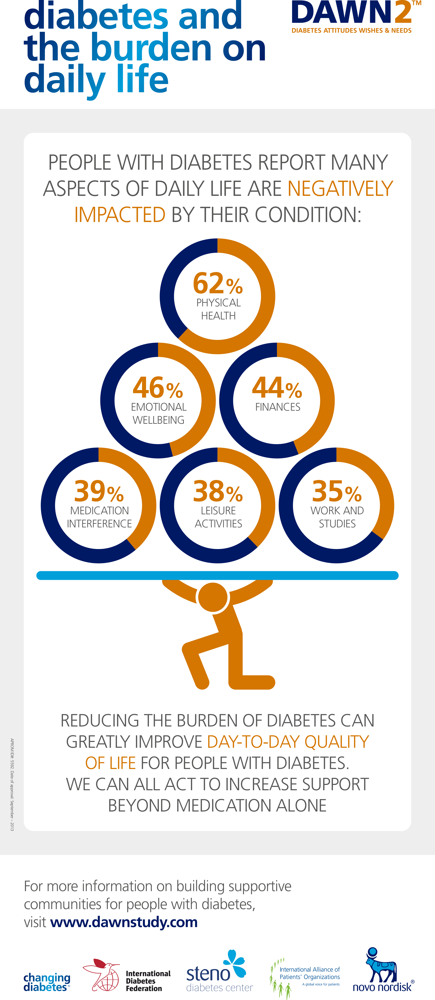 diabetes and
the burden on
daily life
DAWN2™
DIABETES ATTITUDES WISHES & NEEDS
PEOPLE WITH DIABETES REPORT MANY
ASPECTS OF DAILY LIFE ARE NEGATIVELY
IMPACTED BY THEIR CONDITION:
62%
PHYSICAL
HEALTH
46%
EMOTIONAL
WELLBEING
44%
FINANCES
39%
MEDICATION
INTERFERENCE
38%
LEISURE
ACTIVITIES
35%
WORK AND
STUDIES
REDUCING THE BURDEN OF DIABETES CAN
GREATLY IMPROVE DAY-TO-DAY QUALITY
OF LIFE FOR PEOPLE WITH DIABETES.
WE CAN ALL ACT TO INCREASE SUPPORT
BEYOND MEDICATION ALONE
APROM ID#: 5592. Date of approval: September – 2013
For more information on building supportive
communities for people with diabetes,
visit www.dawnstudy.com
changing
diabetes®
International
Diabetes
Federation
steno
diabetes center
International Alliance of
Patients’ Organizations
A global voice for patients
novo nordisk®